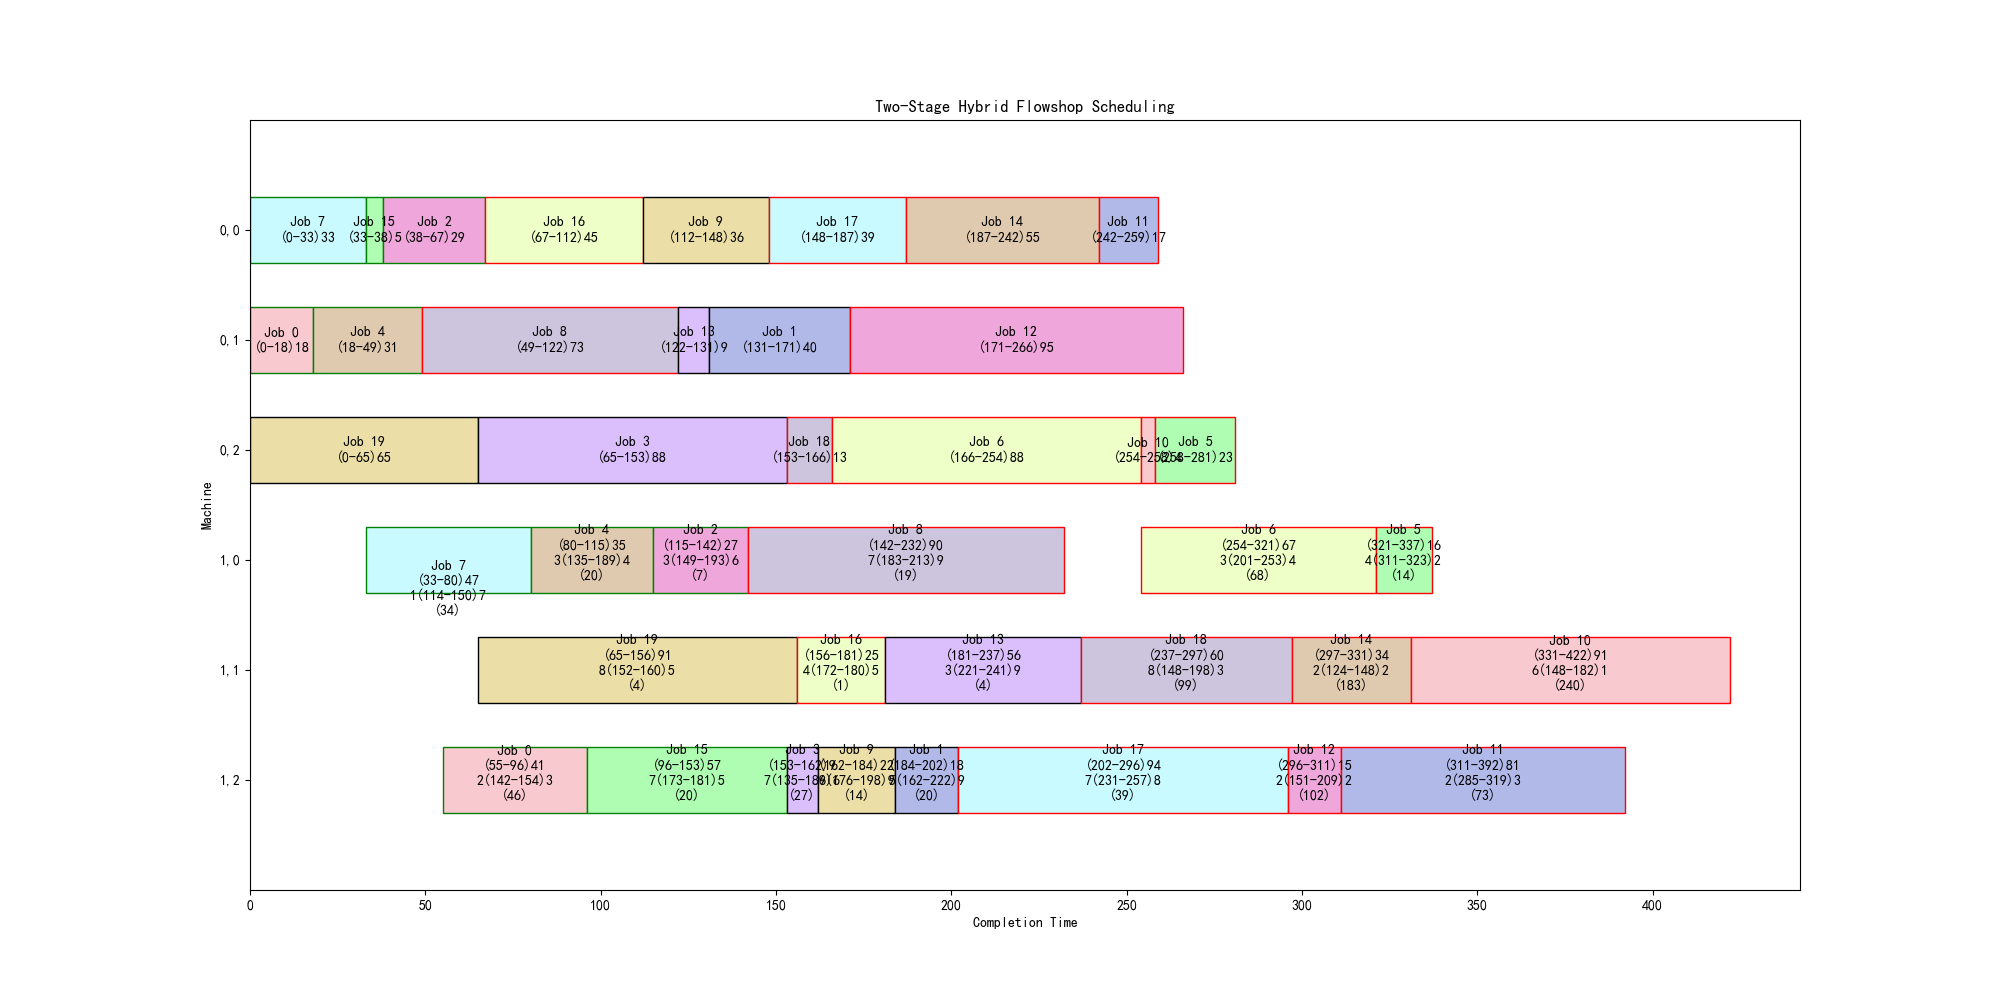 Two-Stage Hybrid Flowshop Scheduling
0,0
Job 7
(0-33)33
Job 15
(33-38)5
Job 2
(38-67)29
Job 16
(67-112)45
Job 9
(112-148)36
Job 17
(148-187)39
Job 14
(187-242)55
Job 11
(242-259)17
0,1
Job 0
(0-18)18
Job 4
(18-49)31
Job 8
(49-122)73
Job 13
(122-131)9
Job 1
(131-171)40
Job 12
(171-266)95
0,2
Job 19
(0-65)65
Job 3
(65-153)88
Job 18
(153-166)13
Job 6
(166-254)88
Job 10
(254-258)4
Job 5
(258-281)23
1,0
Job 7
(33-80)47
1(114-150)7
(34)
Job 4
(80-115)35
3(135-189)4
(20)
Job 2
(115-142)27
3(149-193)6
(7)
Job 8
(142-232)90
7(183-213)9
(19)
Job 6
(254-321)67
3(201-253)4
(68)
Job 5
(321-337)16
4(311-323)2
(14)
1,1
Job 19
(65-156)91
8(152-160)5
(4)
Job 16
(156-181)25
4(172-180)5
(1)
Job 13
(181-237)56
3(221-241)9
(4)
Job 18
(237-297)60
8(148-198)3
(99)
Job 14
(297-331)34
2(124-148)2
(183)
Job 10
(331-422)91
6(148-182)1
(240)
1,2
Job 0
(55-96)41
2(142-154)3
(46)
Job 15
(96-153)57
7(173-181)5
(20)
Job 3
(153-162)9
(27)
Job 9
(162-184)22
(14)
Job 1
(184-202)18
(20)
Job 17
(202-296)94
7(231-257)8
(39)
Job 12
(296-311)15
2(151-209)2
(102)
Job 11
(311-392)81
2(285-319)3
(73)
Machine
0
50
100
150
200
250
300
350
400
Completion Time